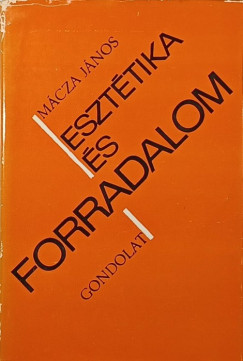 MÁCZA JÁNOS
ESZTÉTIKA
ÉS
FORRADALOM
GONDOLAT